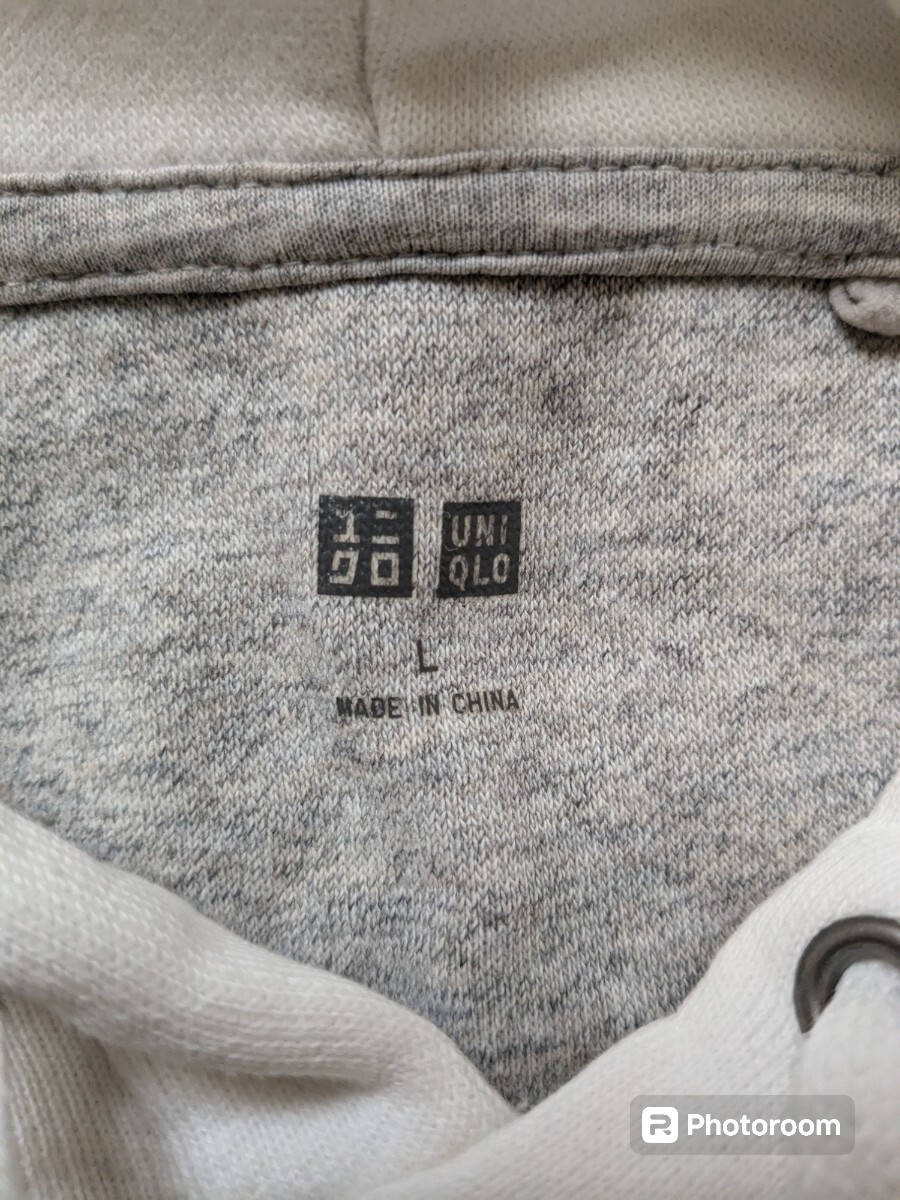 ユニ
クロ
UNI
QLO
L
MADE IN CHINA
Photoroom